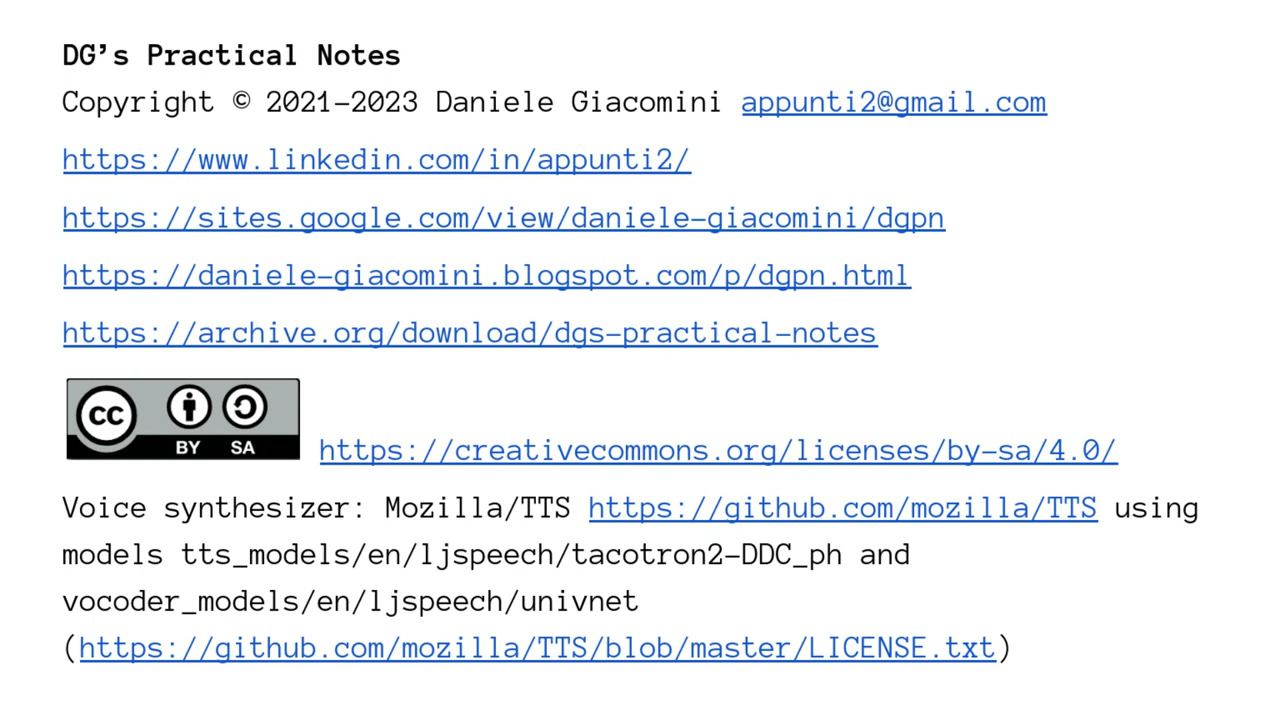 DG’s Practical Notes
Copyright © 2021-2023 Daniele Giacomini appunti2@gmail.com
https://www.linkedin.com/in/appunti2/
https://sites.google.com/view/daniele-giacomini/dgpn
https://daniele-giacomini.blogspot.com/p/dgpn.html
https://archive.org/download/dgs-practical-notes
CC BY SA https://creativecommons.org/licenses/by-sa/4.0/
Voice synthesizer: Mozilla/TTS https://github.com/mozilla/TTS using
models tts_models/en/ljspeech/tacotron2-DDC_ph and
vocoder_models/en/ljspeech/univnet
(https://github.com/mozilla/TTS/blob/master/LICENSE.txt)